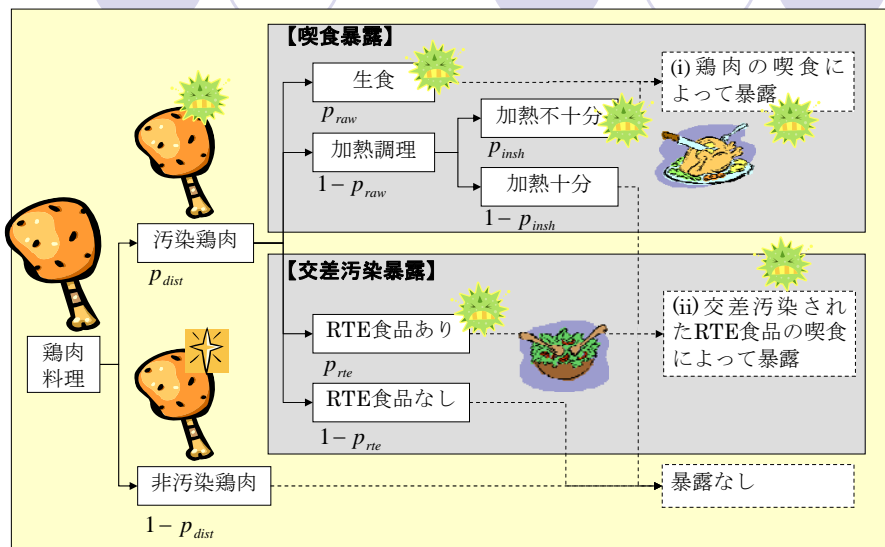 【喫食暴露】
生食
p_raw
加熱調理
1 − p_raw
加熱不十分
p_insh
加熱十分
1 − p_insh
(i) 鶏肉の喫食に
よって暴露
汚染鶏肉
p_dist
【交差汚染暴露】
RTE食品あり
p_rte
RTE食品なし
1 − p_rte
(ii) 交差汚染され
たRTE食品の喫食
によって暴露
鶏肉
料理
非汚染鶏肉
1 − p_dist
暴露なし